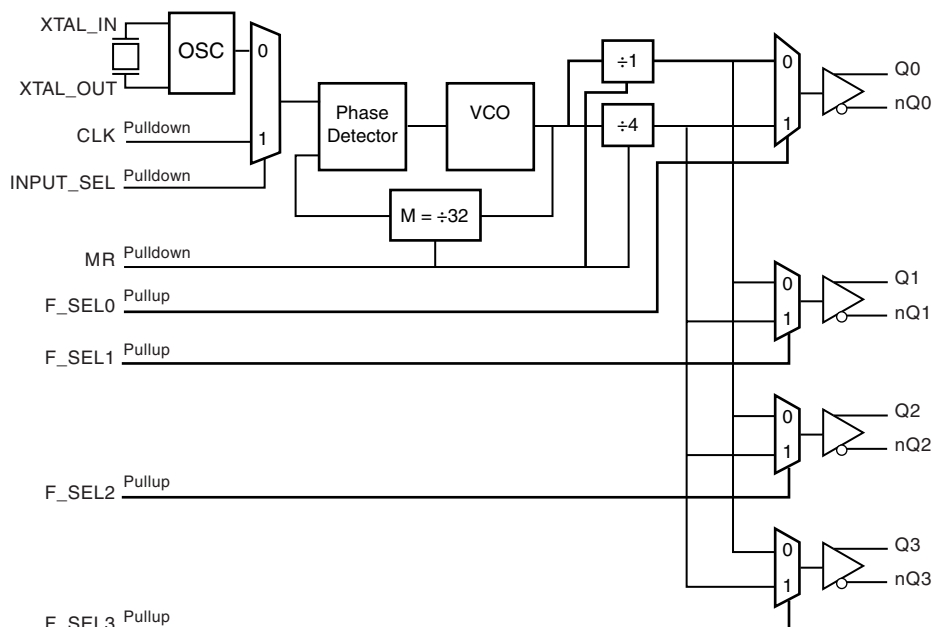 XTAL_IN
OSC
0
XTAL_OUT
CLK Pulldown
1
INPUT_SEL Pulldown
Phase
Detector
VCO
÷1
÷4
M = ÷32
0
1
Q0
nQ0
MR Pulldown
F_SEL0 Pullup
0
1
Q1
nQ1
F_SEL1 Pullup
0
1
Q2
nQ2
F_SEL2 Pullup
0
1
Q3
nQ3
F_SEL3 Pullup